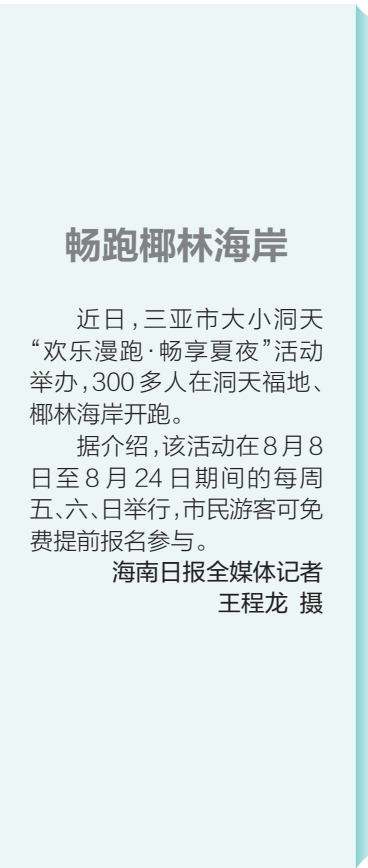 畅跑椰林海岸
近日，三亚市大小洞天
“欢乐漫跑·畅享夏夜”活动
举办，300多人在洞天福地、
椰林海岸开跑。
据介绍，该活动在8月8
日至8月24日期间的每周
五、六、日举行，市民游客可免
费提前报名参与。
海南日报全媒体记者
王程龙 摄